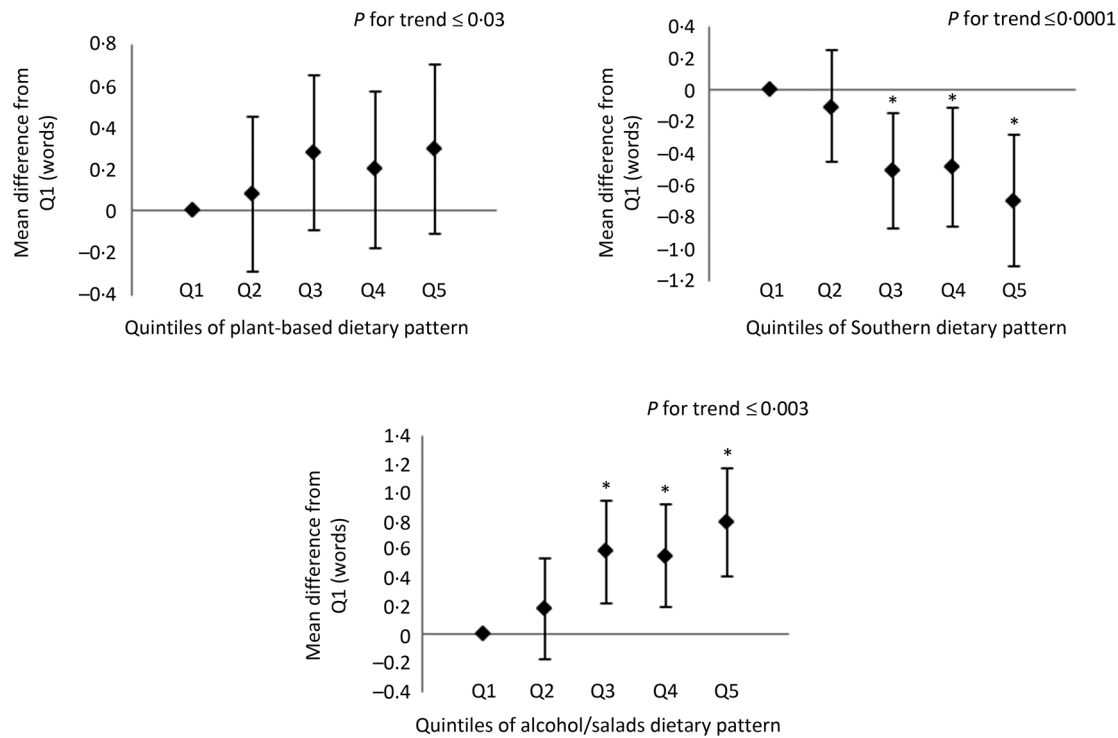 P for trend ≤ 0·03
Mean difference from
Q1 (words)
0·8
0·6
0·4
0·2
0
–0·2
–0·4
Q1 Q2 Q3 Q4 Q5
Quintiles of plant-based dietary pattern
P for trend ≤0·0001
Mean difference from
Q1 (words)
0·4
0·2
0
–0·2
–0·4
–0·6
–0·8
–1·0
–1·2
* * *
Q1 Q2 Q3 Q4 Q5
Quintiles of Southern dietary pattern
P for trend ≤0·003
Mean difference from
Q1 (words)
1·4
1·2
1·0
0·8
0·6
0·4
0·2
0
–0·2
–0·4
* * *
Q1 Q2 Q3 Q4 Q5
Quintiles of alcohol/salads dietary pattern